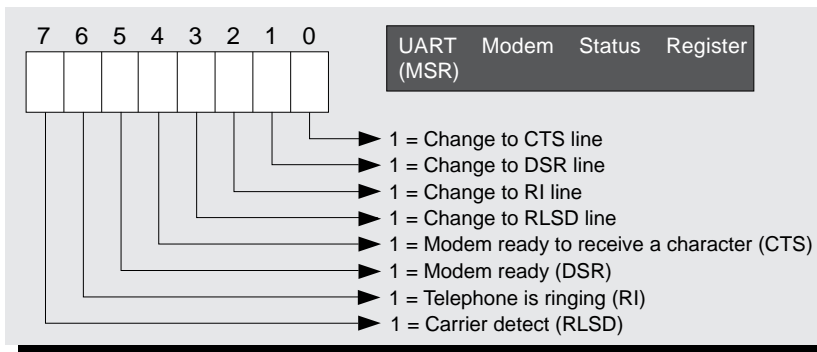 7 6 5 4 3 2 1 0
UART Modem Status Register
(MSR)
1 = Change to CTS line
1 = Change to DSR line
1 = Change to RI line
1 = Change to RLSD line
1 = Modem ready to receive a character (CTS)
1 = Modem ready (DSR)
1 = Telephone is ringing (RI)
1 = Carrier detect (RLSD)